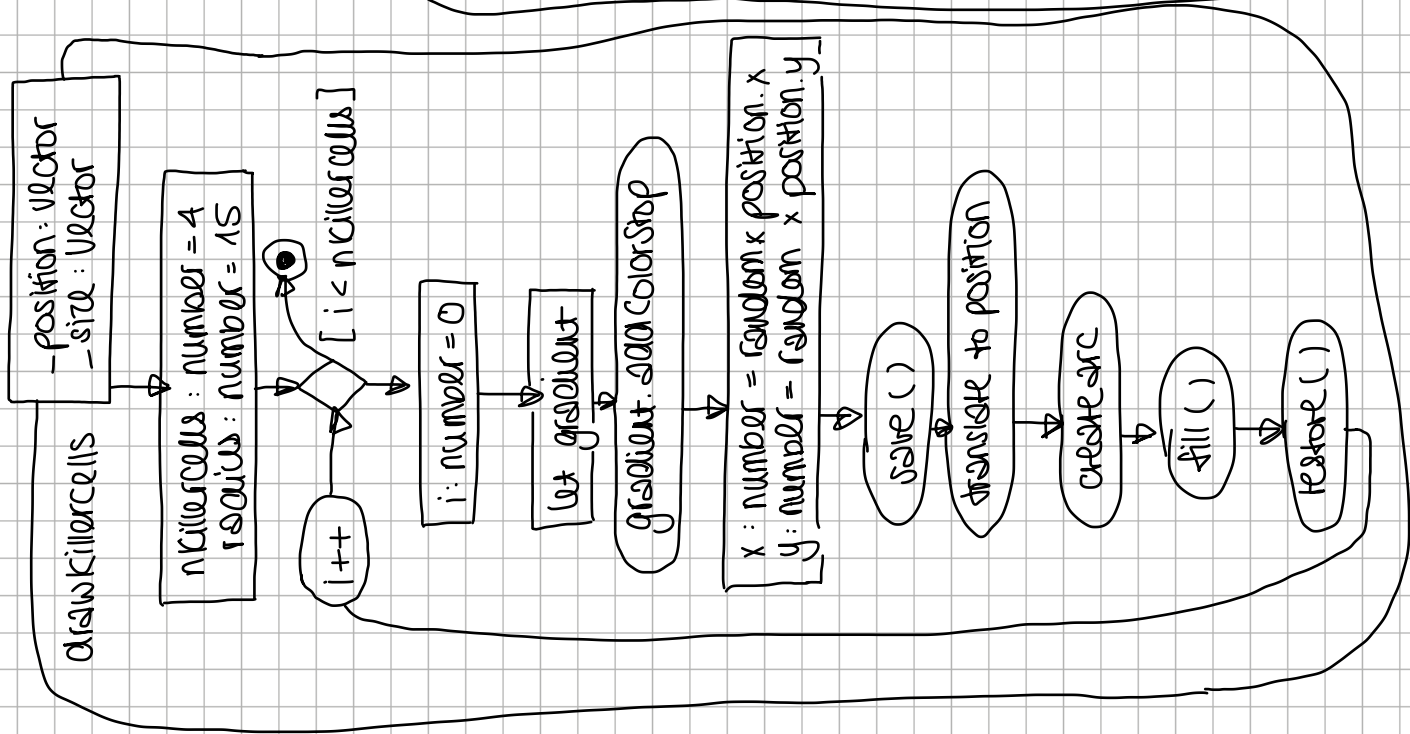 drawkillercells
_position: vector
_size : vector
nkillercells : number = 4
radius : number = 15
[ i < nkillercells ]
i++
i : number = 0
let gradient
gradient.addColorStop
x : number = random x position.x
y : number = random x position.y
save ( )
translate to position
create arc
fill ( )
restore ( )